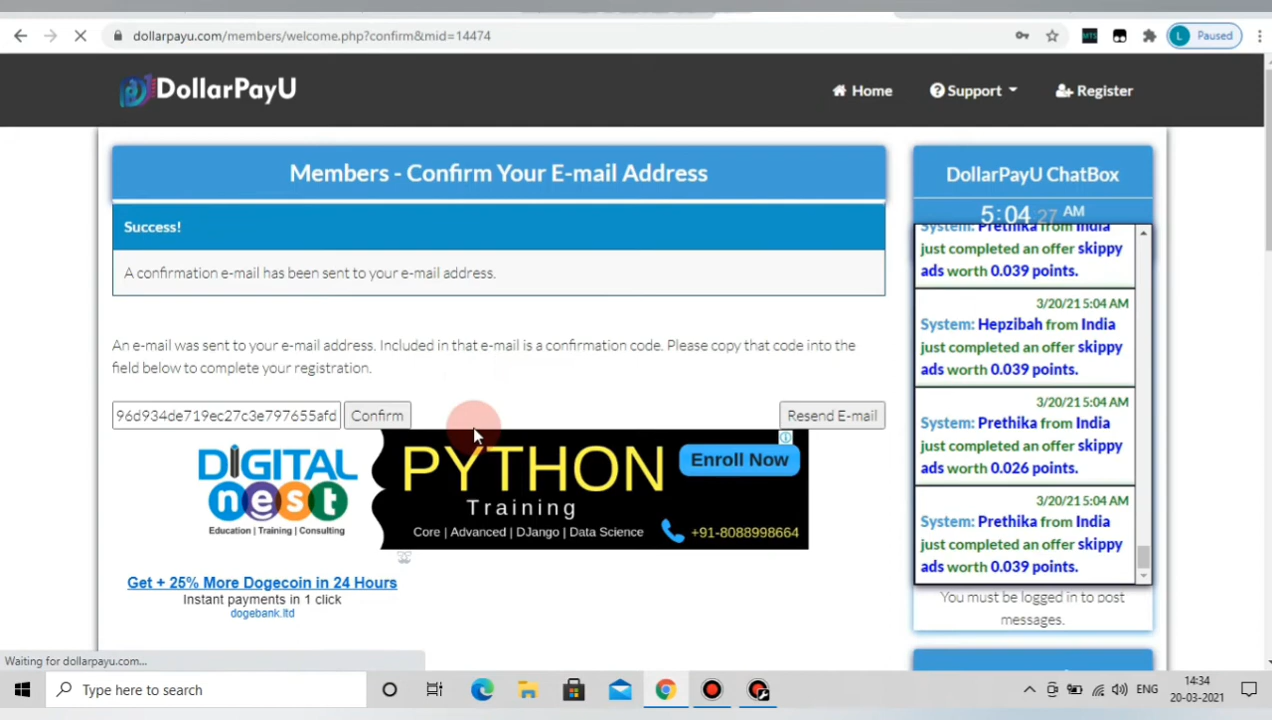 dollarpayu.com/members/welcome.php?confirm&mid=14474
MTS
L Paused
DollarPayU
Home
Support
Register
Members - Confirm Your E-mail Address
Success!
A confirmation e-mail has been sent to your e-mail address.
An e-mail was sent to your e-mail address. Included in that e-mail is a confirmation code. Please copy that code into the
field below to complete your registration.
96d934de719ec27c3e797655afd
Confirm
Resend E-mail
DIGITAL
nest
Education | Training | Consulting
PYTHON
Training
Core | Advanced | DJango | Data Science
Enroll Now
+91-8088998664
Get + 25% More Dogecoin in 24 Hours
Instant payments in 1 click
dogebank.ltd
DollarPayU ChatBox
5:04 27 AM
System: Prethika from India
just completed an offer skippy
ads worth 0.039 points.
3/20/21 5:04 AM
System: Hepzibah from India
just completed an offer skippy
ads worth 0.039 points.
3/20/21 5:04 AM
System: Prethika from India
just completed an offer skippy
ads worth 0.026 points.
3/20/21 5:04 AM
System: Prethika from India
just completed an offer skippy
ads worth 0.039 points.
You must be logged in to post
messages.
Waiting for dollarpayu.com...
Type here to search
ENG
14:34
20-03-2021